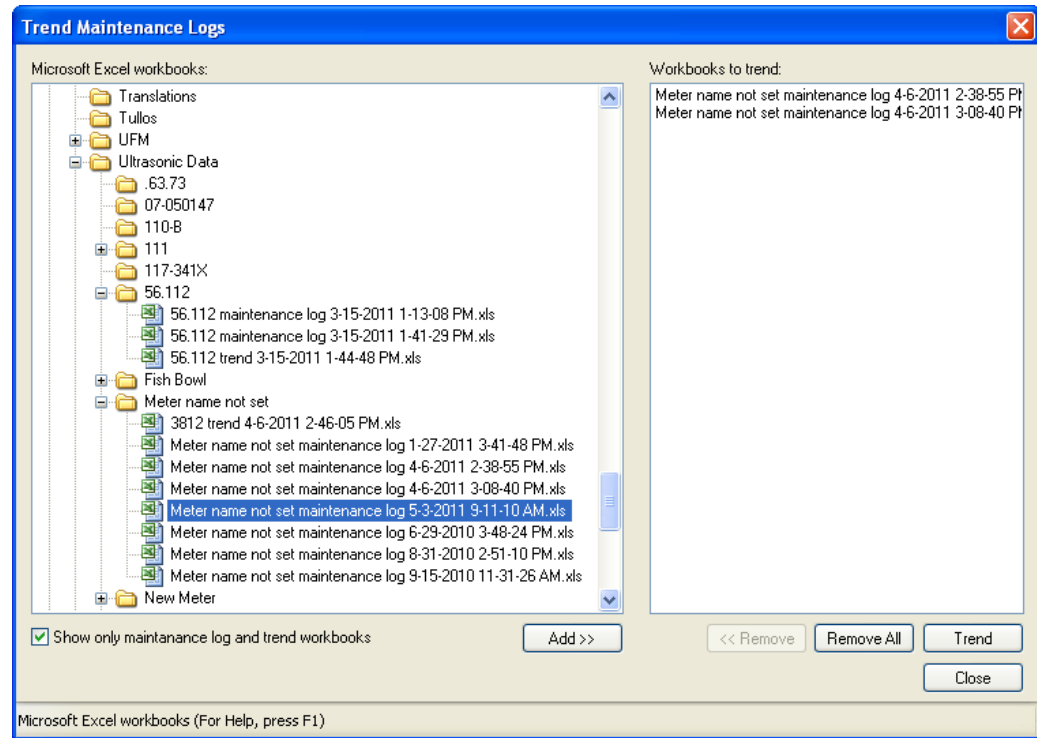 Trend Maintenance Logs
Microsoft Excel workbooks:
Translations
Tullos
UFM
Ultrasonic Data
.63.73
07-050147
110-B
111
117-341X
56.112
56.112 maintenance log 3-15-2011 1-13-08 PM.xls
56.112 maintenance log 3-15-2011 1-41-29 PM.xls
56.112 trend 3-15-2011 1-44-48 PM.xls
Fish Bowl
Meter name not set
3812 trend 4-6-2011 2-46-05 PM.xls
Meter name not set maintenance log 1-27-2011 3-41-48 PM.xls
Meter name not set maintenance log 4-6-2011 2-38-55 PM.xls
Meter name not set maintenance log 4-6-2011 3-08-40 PM.xls
Meter name not set maintenance log 5-3-2011 9-11-10 AM.xls
Meter name not set maintenance log 6-29-2010 3-48-24 PM.xls
Meter name not set maintenance log 8-31-2010 2-51-10 PM.xls
Meter name not set maintenance log 9-15-2010 11-31-26 AM.xls
New Meter
Show only maintanance log and trend workbooks
Add >>
Workbooks to trend:
Meter name not set maintenance log 4-6-2011 2-38-55
Meter name not set maintenance log 4-6-2011 3-08-40
<< Remove
Remove All
Trend
Close
Microsoft Excel workbooks (For Help, press F1)